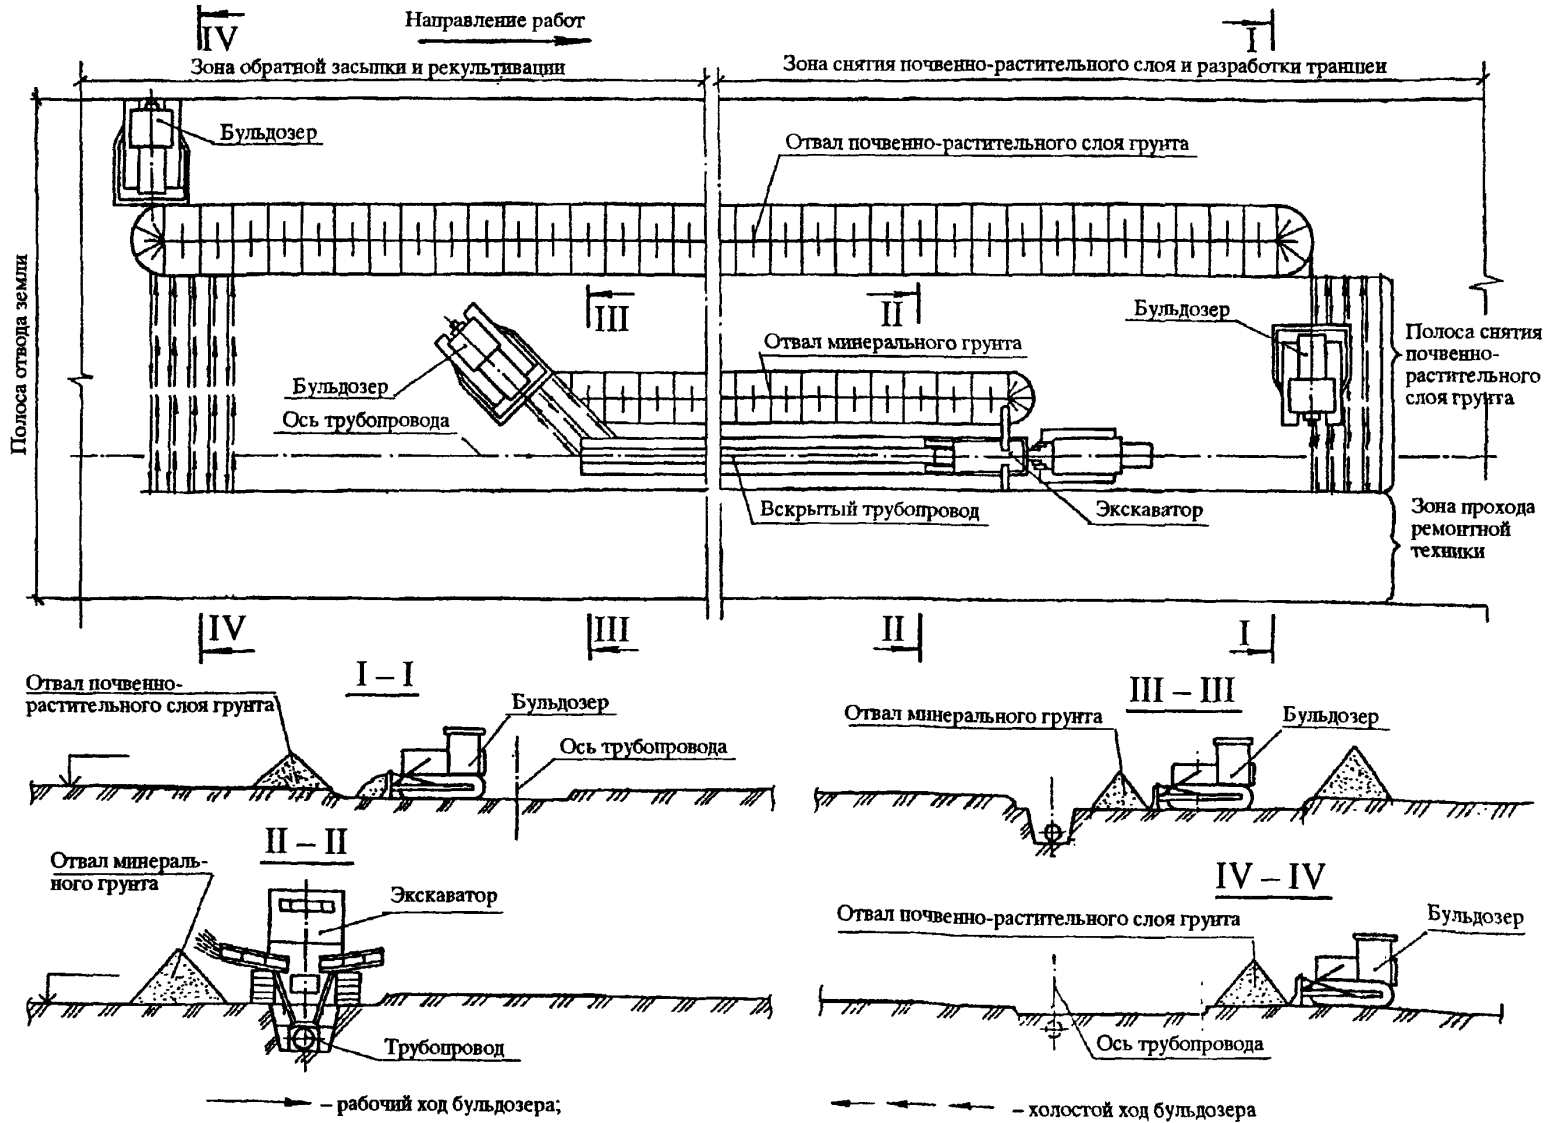 IV
Направление работ
I
Зона обратной засыпки и рекультивации
Зона снятия почвенно-растительного слоя и разработки траншеи
Бульдозер
Отвал почвенно-растительного слоя грунта
Полоса отвода земли
III
II
Бульдозер
Отвал минерального грунта
Полоса снятия
почвенно-
растительного
слоя грунта
Бульдозер
Ось трубопровода
Вскрытый трубопровод
Экскаватор
Зона прохода
ремонтной
техники
IV
III
II
I
I – I
Отвал почвенно-
растительного слоя грунта
Бульдозер
Ось трубопровода
III – III
Отвал минерального грунта
Бульдозер
II – II
Отвал минераль-
ного грунта
Экскаватор
Трубопровод
IV – IV
Отвал почвенно-растительного слоя грунта
Бульдозер
Ось трубопровода
– рабочий ход бульдозера;
– холостой ход бульдозера